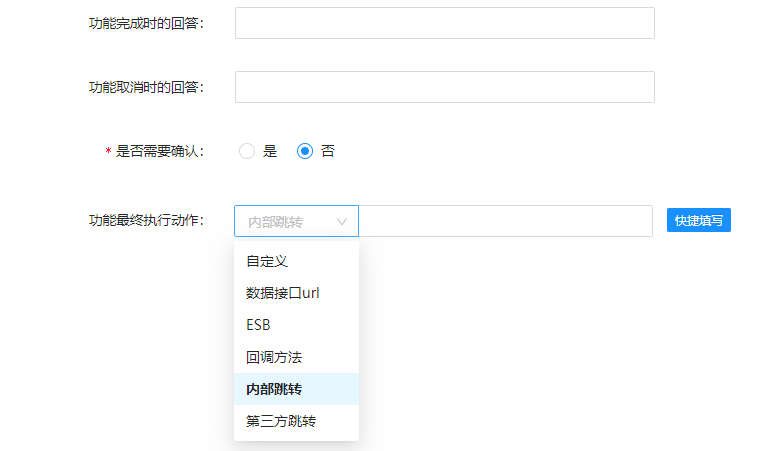 功能完成时的回答：
功能取消时的回答：
* 是否需要确认： 是 否
功能最终执行动作： 内部跳转 快捷填写
自定义
数据接口url
ESB
回调方法
内部跳转
第三方跳转